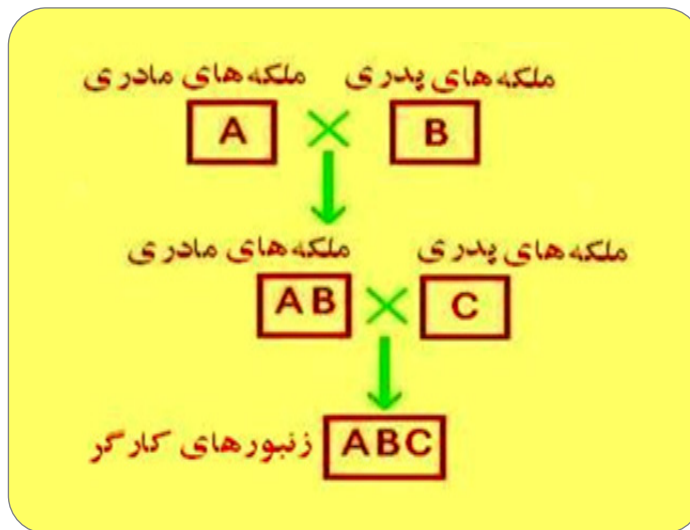 ملکه های مادری ملکه های پدری
A × B
ملکه های مادری ملکه های پدری
AB × C
زنبورهای کارگر ABC